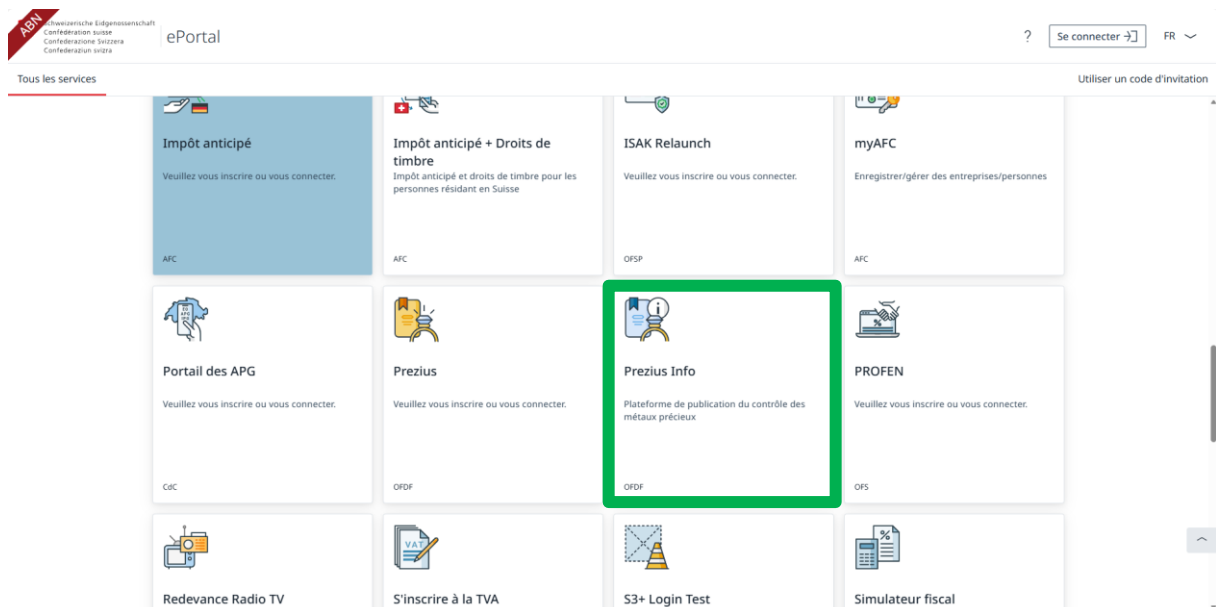 ABN
Schweizerische Eidgenossenschaft
Confédération suisse
Confederazione Svizzera
Confederaziun svizra
ePortal
?
Se connecter
FR
Tous les services
Utiliser un code d'invitation
Impôt anticipé
Veuillez vous inscrire ou vous connecter.
AFC
Impôt anticipé + Droits de
timbre
Impôt anticipé et droits de timbre pour les
personnes résidant en Suisse
AFC
ISAK Relaunch
Veuillez vous inscrire ou vous connecter.
OFSP
myAFC
Enregistrer/gérer des entreprises/personnes
AFC
Portail des APG
Veuillez vous inscrire ou vous connecter.
CdC
Prezius
Veuillez vous inscrire ou vous connecter.
OFDF
Prezius Info
Plateforme de publication du contrôle des
métaux précieux
OFDF
PROFEN
Veuillez vous inscrire ou vous connecter.
OFS
Redevance Radio TV
VAT
S'inscrire à la TVA
S3+ Login Test
Simulateur fiscal